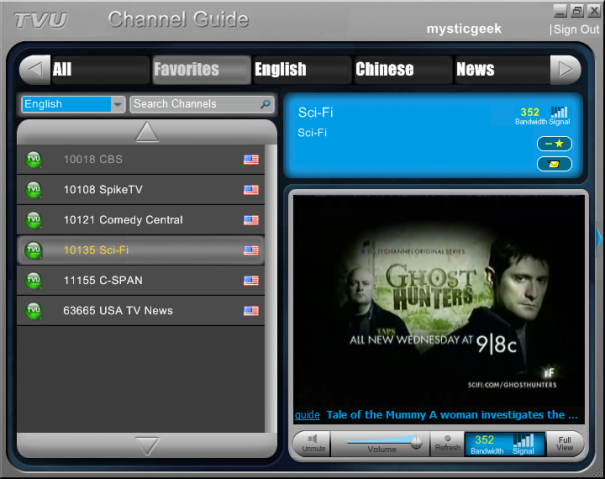 TVU Channel Guide
mysticgeek
|Sign Out
All Favorites English Chinese News
English Search Channels
10018 CBS
10108 SpikeTV
10121 Comedy Central
10135 Sci-Fi
11155 C-SPAN
63665 USA TV News
Sci-Fi
Sci-Fi
352
Bandwidth Signal
A SCI FI CHANNEL ORIGINAL SERIES
GHOST
HUNTERS
TAPS
ALL NEW WEDNESDAY AT 9|8c
SCIFI.COM/GHOSTHUNTERS
guide Tale of the Mummy A woman investigates the ...
Unmute Volume Refresh 352 Bandwidth Signal Full View